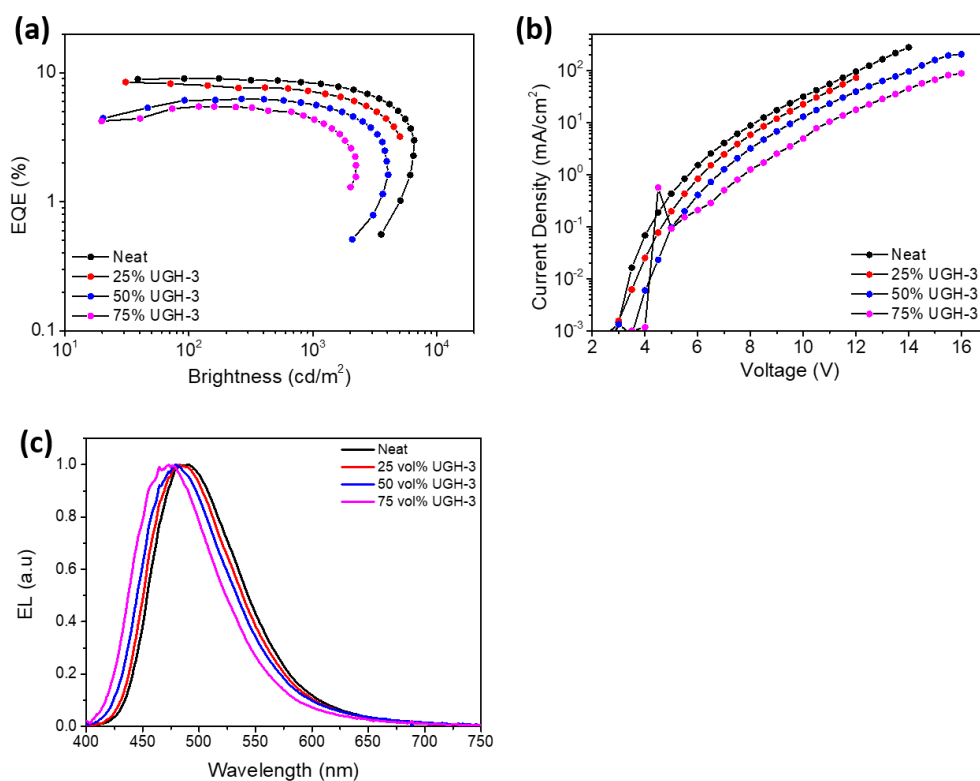 (a)
10
1
0.1
EQE (%)
10¹
10²
10³
10⁴
Brightness (cd/m²)
Neat
25% UGH-3
50% UGH-3
75% UGH-3
(b)
10²
10¹
10⁰
10⁻¹
10⁻²
10⁻³
Current Density (mA/cm²)
2 4 6 8 10 12 14 16
Voltage (V)
Neat
25% UGH-3
50% UGH-3
75% UGH-3
(c)
1.0
0.8
0.6
0.4
0.2
0.0
EL (a.u)
400 450 500 550 600 650 700 750
Wavelength (nm)
Neat
25 vol% UGH-3
50 vol% UGH-3
75 vol% UGH-3